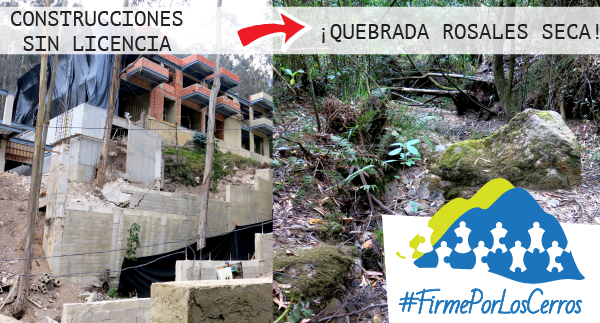 CONSTRUCCIONES
SIN LICENCIA
¡QUEBRADA ROSALES SECA!
#FirmePorLosCerros